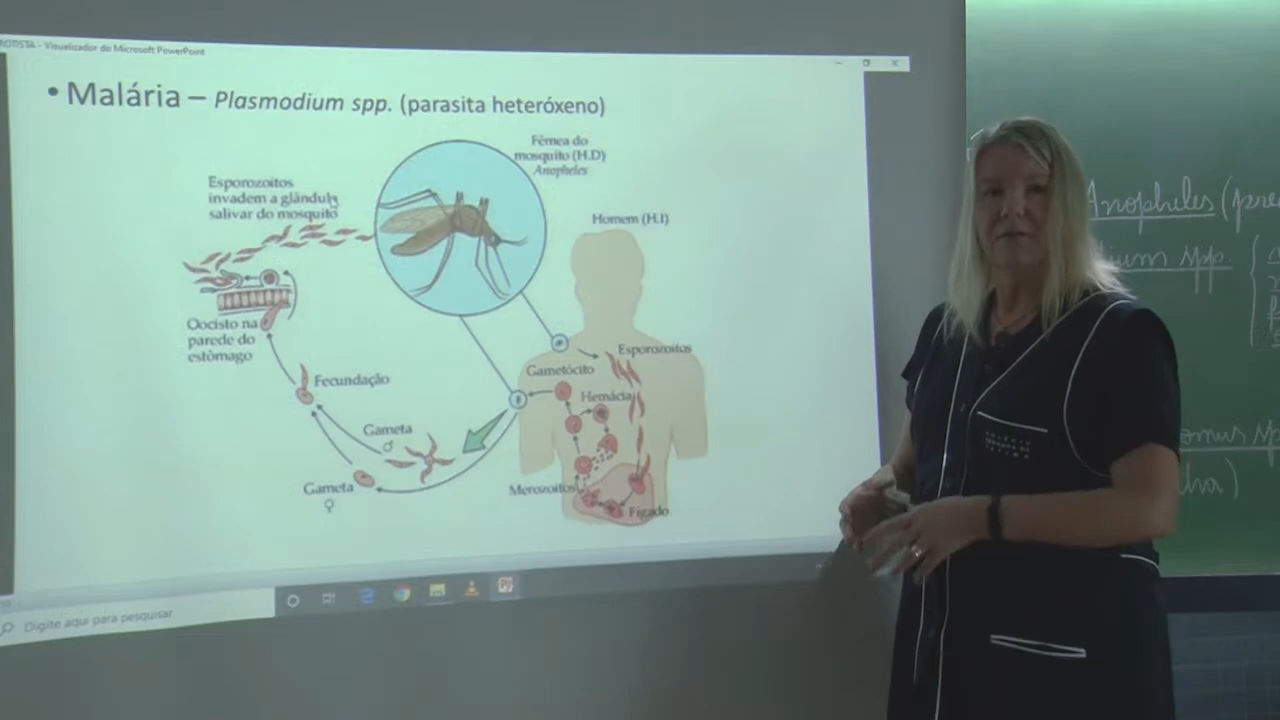 Visualizador do Microsoft PowerPoint
• Malária – Plasmodium spp. (parasita heteróxeno)
Fêmea do
mosquito (H.D)
Anopheles
Esporozoitos
invadem a glândula
salivar do mosquito
Homem (H.I)
Oocisto na
parede do
estômago
Esporozoitos
Gametócito
Fecundação
Hemácia
Gameta
♂
Merozoitos
Gameta
♀
Fígado
Digite aqui para pesquisar
Anopheles
spp.